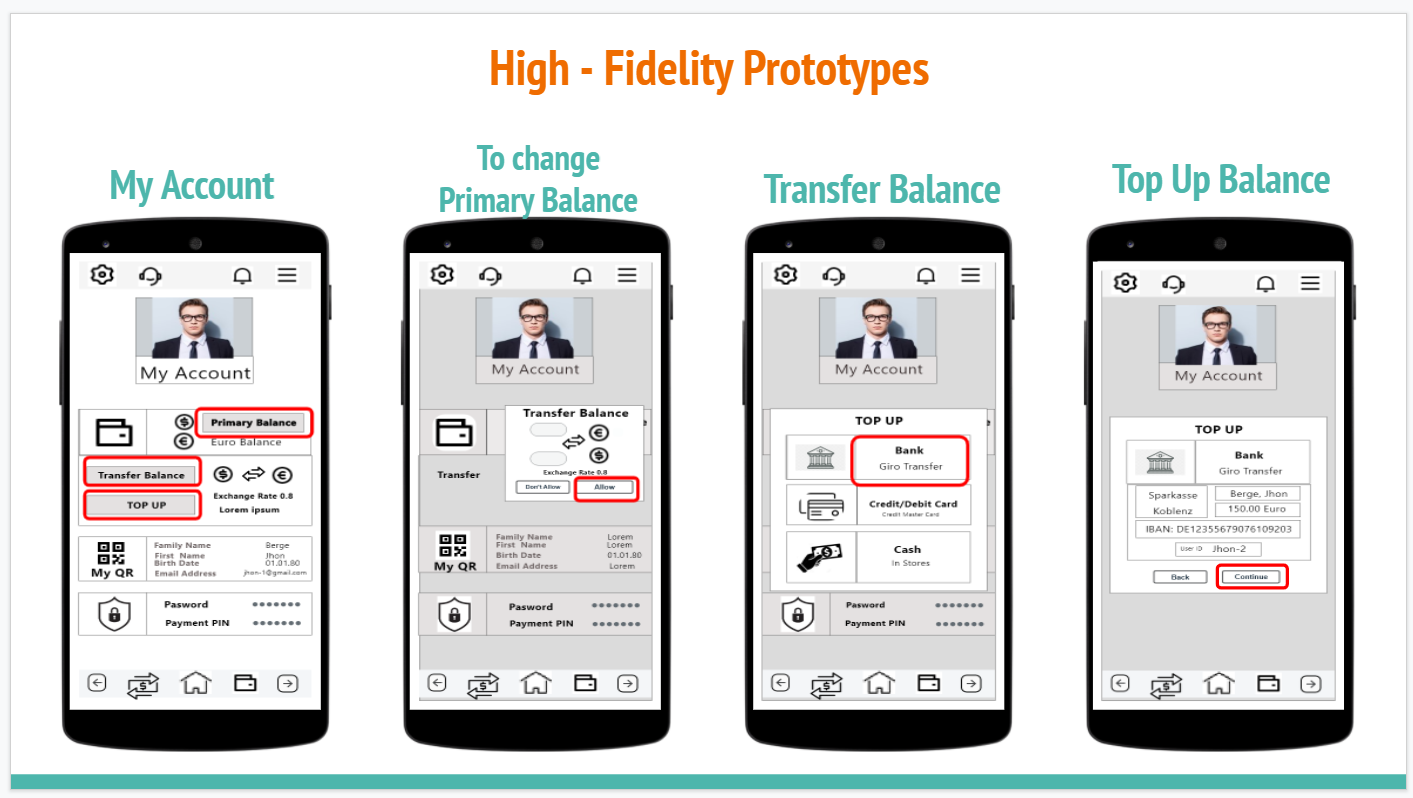 High - Fidelity Prototypes
My Account
My Account
Primary Balance
Euro Balance
Transfer Balance
Exchange Rate 0.8
TOP UP
Lorem ipsum
My QR
Family Name Berge
First Name Jhon
Birth Date 01.01.80
Email Address jhon-1@gmail.com
Pasword
Payment PIN
To change
Primary Balance
My Account
Transfer Balance
Exchange Rate 0.8
Don't Allow Allow
Transfer
My QR
Family Name Lorem
First Name Lorem
Birth Date 01.01.80
Email Address Lorem
Pasword
Payment PIN
Transfer Balance
My Account
TOP UP
Bank
Giro Transfer
Credit/Debit Card
Credit Master Card
Cash
In Stores
Pasword
Payment PIN
Top Up Balance
My Account
TOP UP
Bank
Giro Transfer
Sparkasse
Koblenz
Berge, Jhon
150.00 Euro
IBAN: DE12355679076109203
User ID Jhon-2
Back Continue